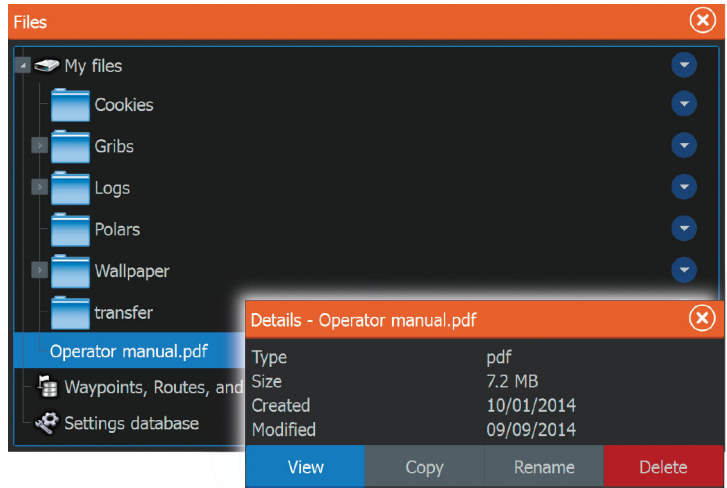 Files
My files
Cookies
Gribs
Logs
Polars
Wallpaper
transfer
Operator manual.pdf
Waypoints, Routes, and
Settings database
Details - Operator manual.pdf
Type pdf
Size 7.2 MB
Created 10/01/2014
Modified 09/09/2014
View Copy Rename Delete